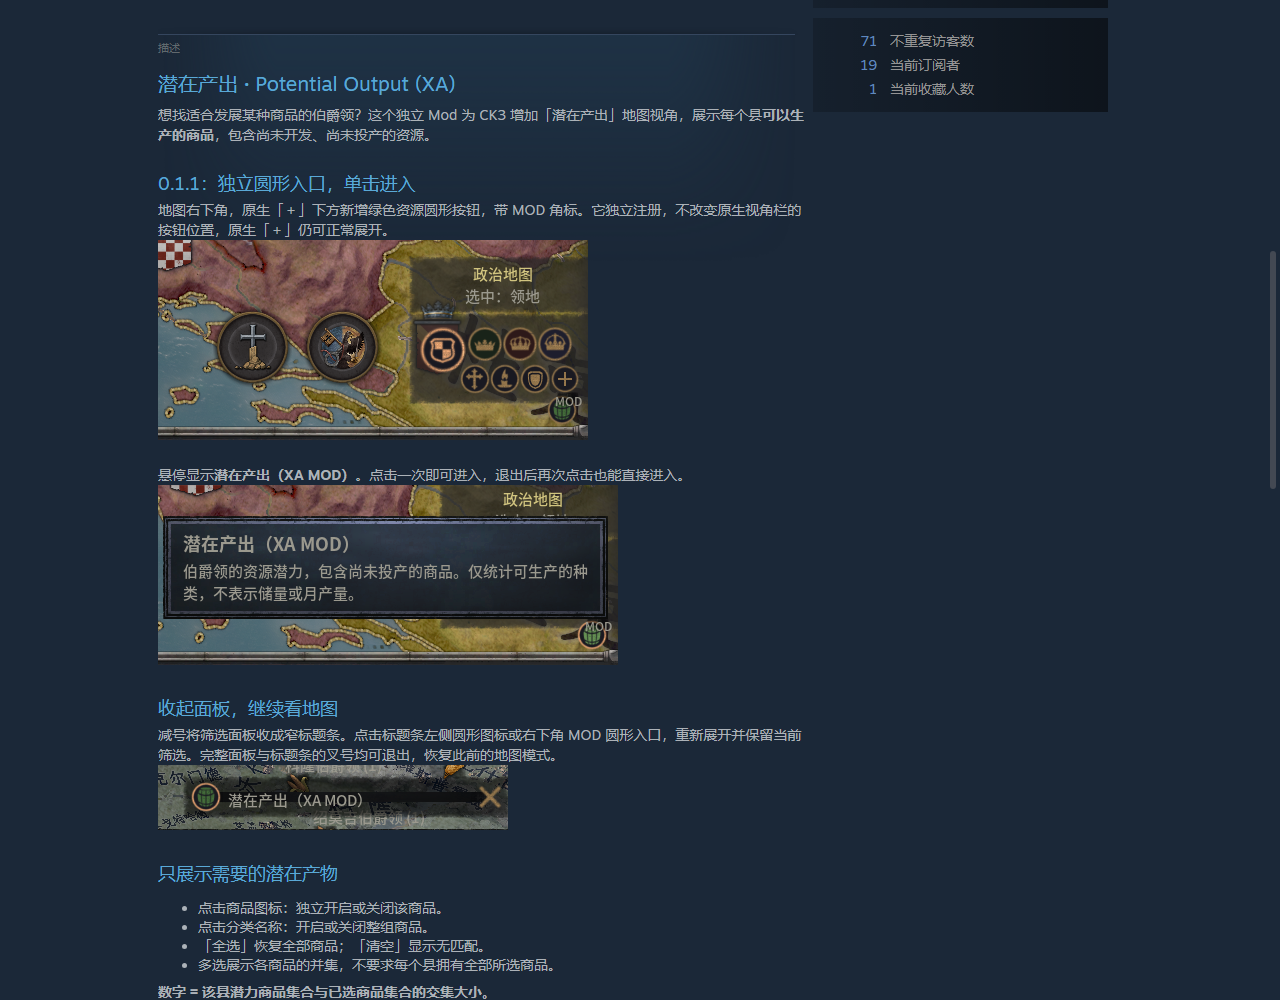 71 不重复访客数
19 当前订阅者
1 当前收藏人数
描述
潜在产出 · Potential Output (XA)
想找适合发展某种商品的伯爵领？这个独立 Mod 为 CK3 增加「潜在产出」地图视角，展示每个县可以生
产的商品，包含尚未开发、尚未投产的资源。
0.1.1：独立圆形入口，单击进入
地图右下角，原生「 + 」下方新增绿色资源圆形按钮，带 MOD 角标。它独立注册，不改变原生视角栏的
按钮位置，原生「 + 」仍可正常展开。
政治地图
选中：领地
MOD
悬停显示潜在产出（XA MOD）。点击一次即可进入，退出后再次点击也能直接进入。
政治地图
潜在产出（XA MOD）
伯爵领的资源潜力，包含尚未投产的商品。仅统计可生产的种
类，不表示储量或月产量。
MOD
收起面板，继续看地图
减号将筛选面板收成窄标题条。点击标题条左侧圆形图标或右下角 MOD 圆形入口，重新展开并保留当前
筛选。完整面板与标题条的叉号均可退出，恢复此前的地图模式。
潜在产出（XA MOD）
只展示需要的潜在产物
点击商品图标：独立开启或关闭该商品。
点击分类名称：开启或关闭整组商品。
「全选」恢复全部商品；「清空」显示无匹配。
多选展示各商品的并集，不要求每个县拥有全部所选商品。
数字 = 该县潜力商品集合与已选商品集合的交集大小。